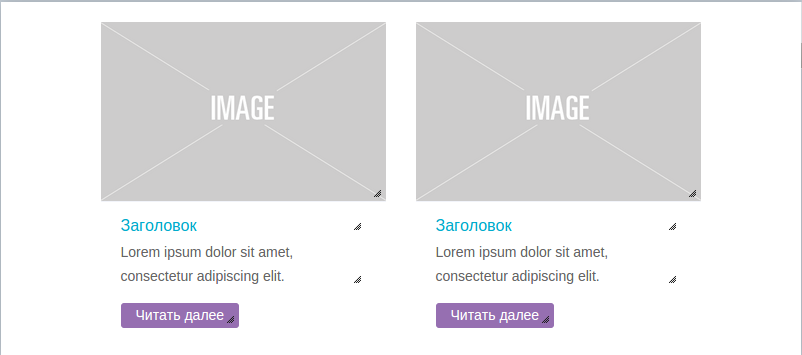 IMAGE
Заголовок
Lorem ipsum dolor sit amet,
consectetur adipiscing elit.
Читать далее
IMAGE
Заголовок
Lorem ipsum dolor sit amet,
consectetur adipiscing elit.
Читать далее